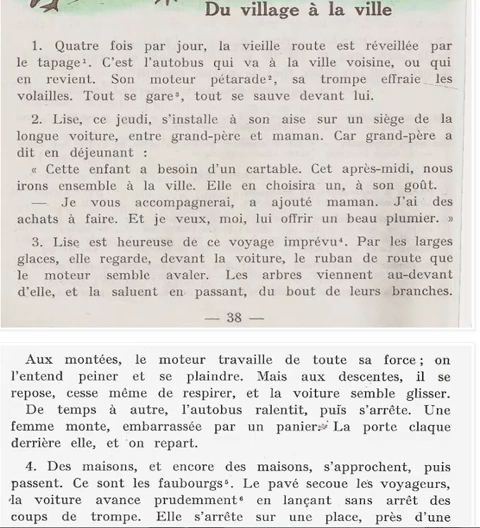 Du village à la ville
1. Quatre fois par jour, la vieille route est réveillée par
le tapage¹. C'est l'autobus qui va à la ville voisine, ou qui
en revient. Son moteur pétarade², sa trompe effraie les
volailles. Tout se gare³, tout se sauve devant lui.
2. Lise, ce jeudi, s'installe à son aise sur un siège de la
longue voiture, entre grand-père et maman. Car grand-père a
dit en déjeunant :
« Cette enfant a besoin d'un cartable. Cet après-midi, nous
irons ensemble à la ville. Elle en choisira un, à son goût.
— Je vous accompagnerai, a ajouté maman. J'ai des
achats à faire. Et je veux, moi, lui offrir un beau plumier. »
3. Lise est heureuse de ce voyage imprévu⁴. Par les larges
glaces, elle regarde, devant la voiture, le ruban de route que
le moteur semble avaler. Les arbres viennent au-devant
d'elle, et la saluent en passant, du bout de leurs branches.
— 38 —
Aux montées, le moteur travaille de toute sa force ; on
l'entend peiner et se plaindre. Mais aux descentes, il se
repose, cesse même de respirer, et la voiture semble glisser.
De temps à autre, l'autobus ralentit, puis s'arrête. Une
femme monte, embarrassée par un panier. La porte claque
derrière elle, et on repart.
4. Des maisons, et encore des maisons, s'approchent, puis
passent. Ce sont les faubourgs⁵. Le pavé secoue les voyageurs,
la voiture avance prudemment⁶ en lançant sans arrêt des
coups de trompe. Elle s'arrête sur une place, près d'une